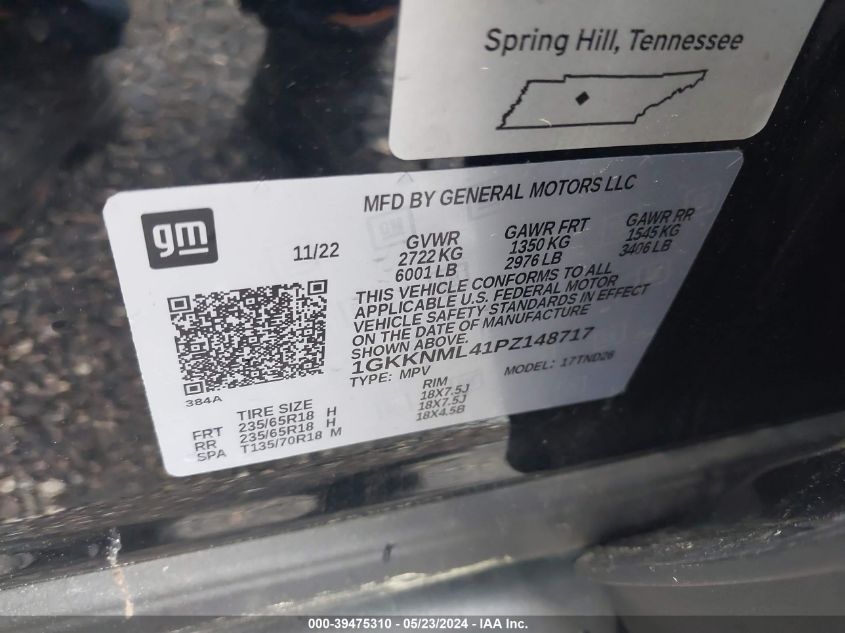 Spring Hill, Tennessee
MFD BY GENERAL MOTORS LLC
gm
11/22
GVWR GAWR FRT GAWR RR
2722 KG 1350 KG 1545 KG
6001 LB 2976 LB 3406 LB
THIS VEHICLE CONFORMS TO ALL
APPLICABLE U.S. FEDERAL MOTOR
VEHICLE SAFETY STANDARDS IN EFFECT
ON THE DATE OF MANUFACTURE
SHOWN ABOVE.
1GKKNML41PZ148717
TYPE: MPV MODEL: 17TND26
384A
TIRE SIZE RIM
FRT 235/65R18 H 18X7.5J
RR 235/65R18 H 18X7.5J
SPA T135/70R18 M 18X4.5B
000-39475310 - 05/23/2024 - IAA Inc.